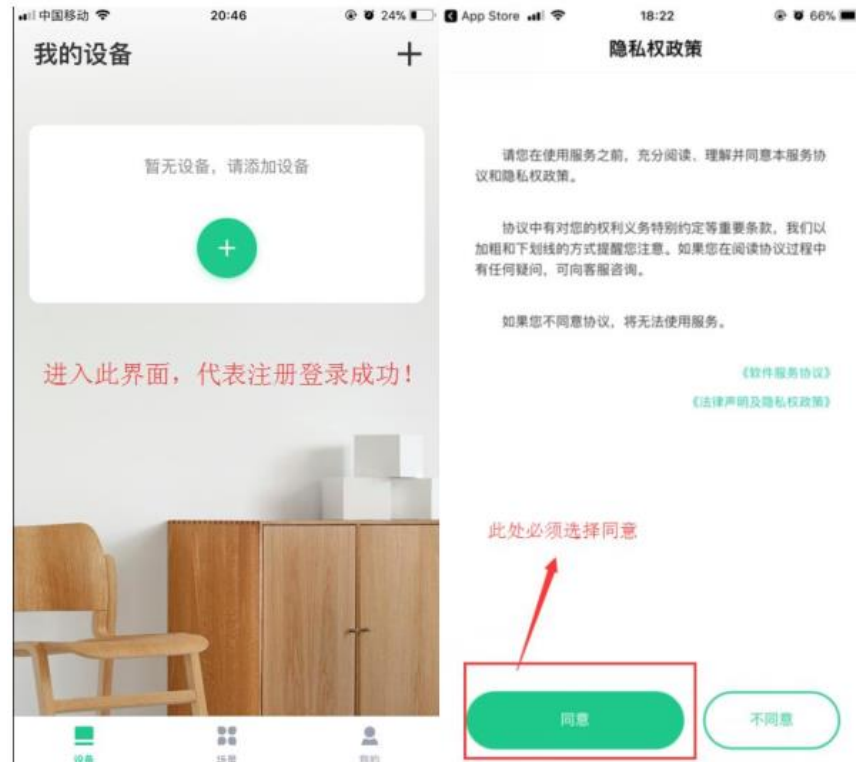 中国移动 20:46 24%
我的设备
暂无设备，请添加设备
进入此界面，代表注册登录成功！
设备 场景 我的
App Store 18:22 66%
隐私权政策
请您在使用服务之前，充分阅读、理解并同意本服务协
议和隐私权政策。
协议中有对您的权利义务特别约定等重要条款，我们以
加粗和下划线的方式提醒您注意。如果您在阅读协议过程中
有任何疑问，可向客服咨询。
如果您不同意协议，将无法使用服务。
《软件服务协议》
《法律声明及隐私权政策》
此处必须选择同意
同意 不同意